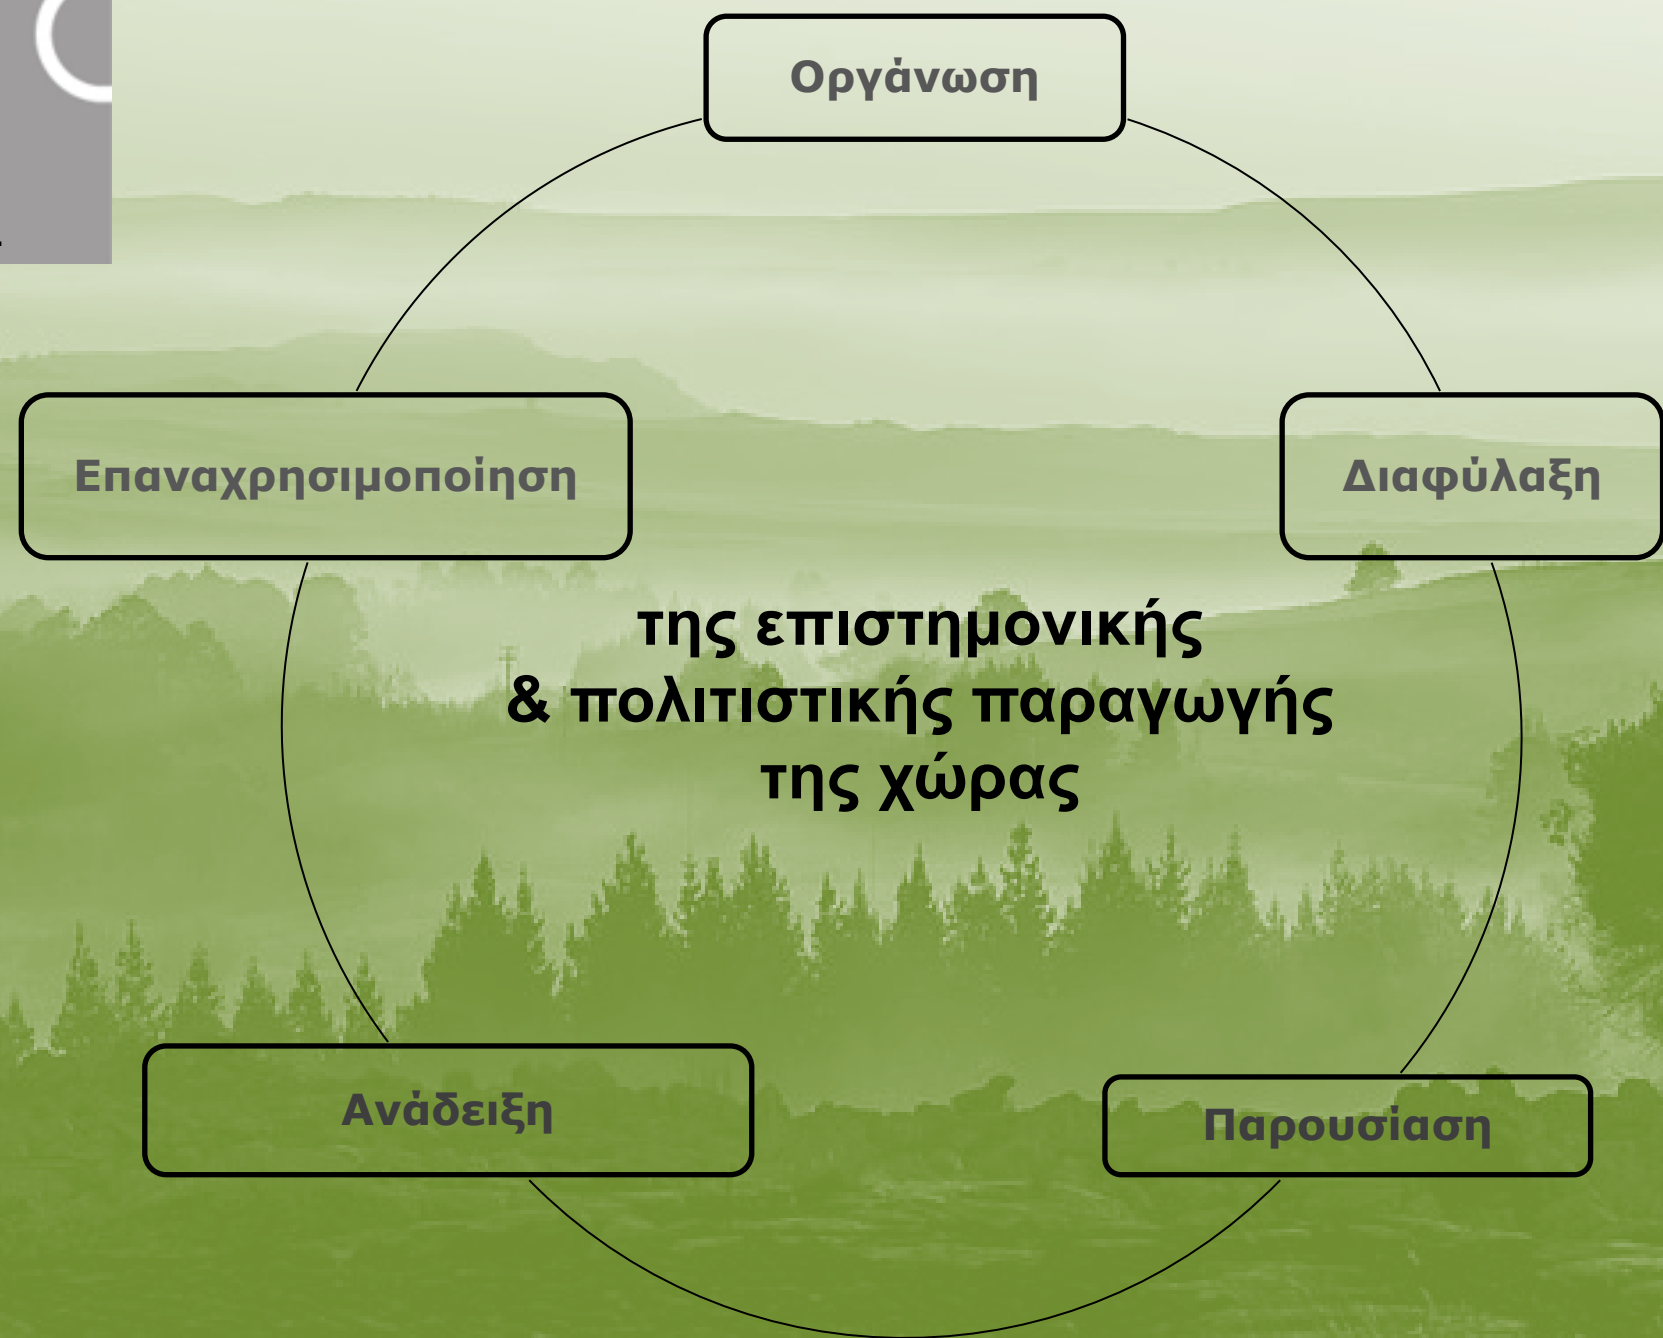 Οργάνωση
Επαναχρησιμοποίηση
Διαφύλαξη
της επιστημονικής
& πολιτιστικής παραγωγής
της χώρας
Ανάδειξη
Παρουσίαση